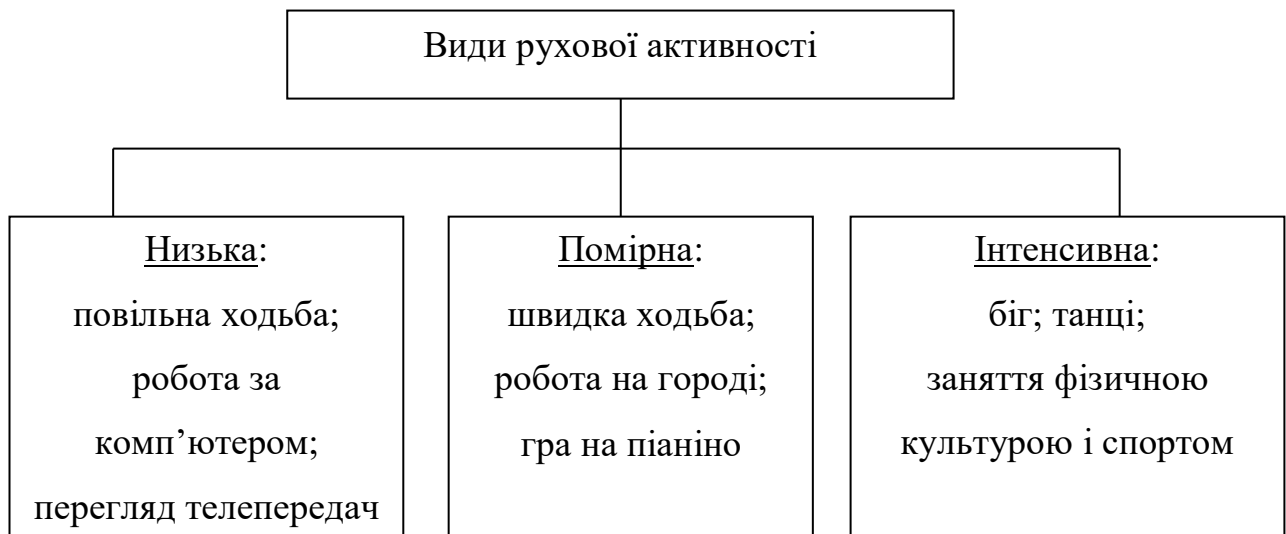 Види рухової активності
Низька:
повільна ходьба;
робота за
комп’ютером;
перегляд телепередач
Помірна:
швидка ходьба;
робота на городі;
гра на піаніно
Інтенсивна:
біг; танці;
заняття фізичною
культурою і спортом